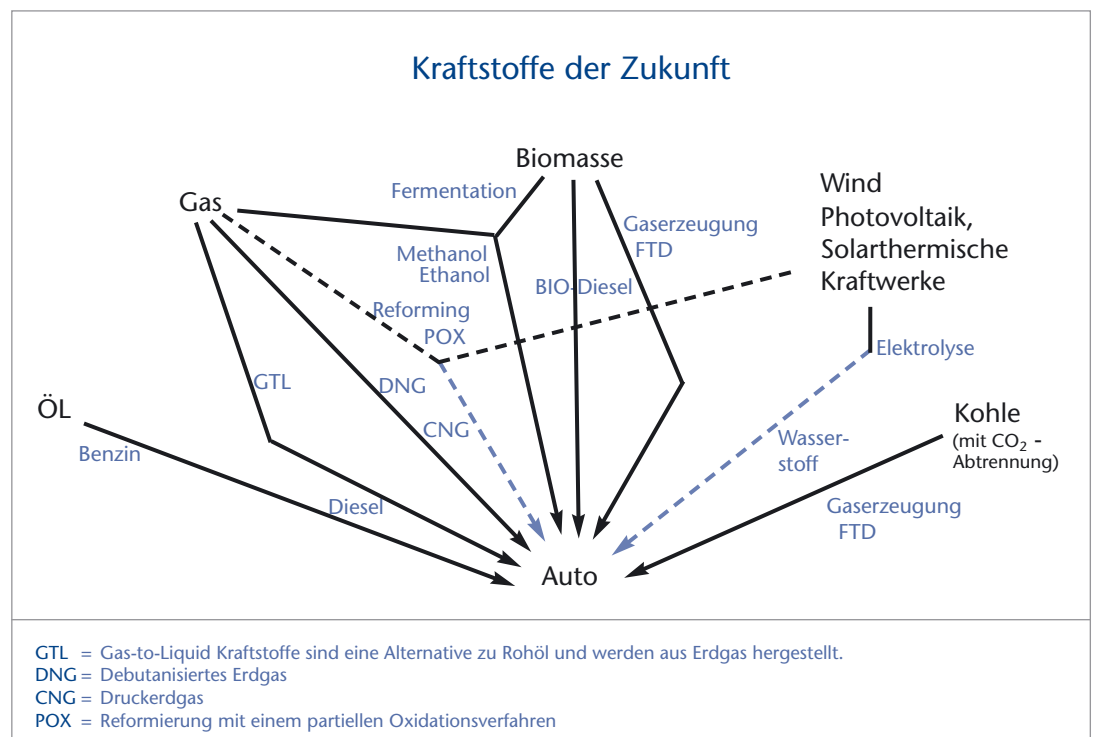 Kraftstoffe der Zukunft
Biomasse
Fermentation
Gas
Wind
Photovoltaik,
Solarthermische
Kraftwerke
Gaserzeugung
FTD
Methanol
Ethanol
BIO-Diesel
Reforming
POX
Elektrolyse
GTL
DNG
ÖL
CNG
Benzin
Kohle
(mit CO₂ -
Abtrennung)
Wasser-
stoff
Diesel
Gaserzeugung
FTD
Auto
GTL = Gas-to-Liquid Kraftstoffe sind eine Alternative zu Rohöl und werden aus Erdgas hergestellt.
DNG = Debutanisiertes Erdgas
CNG = Druckerdgas
POX = Reformierung mit einem partiellen Oxidationsverfahren